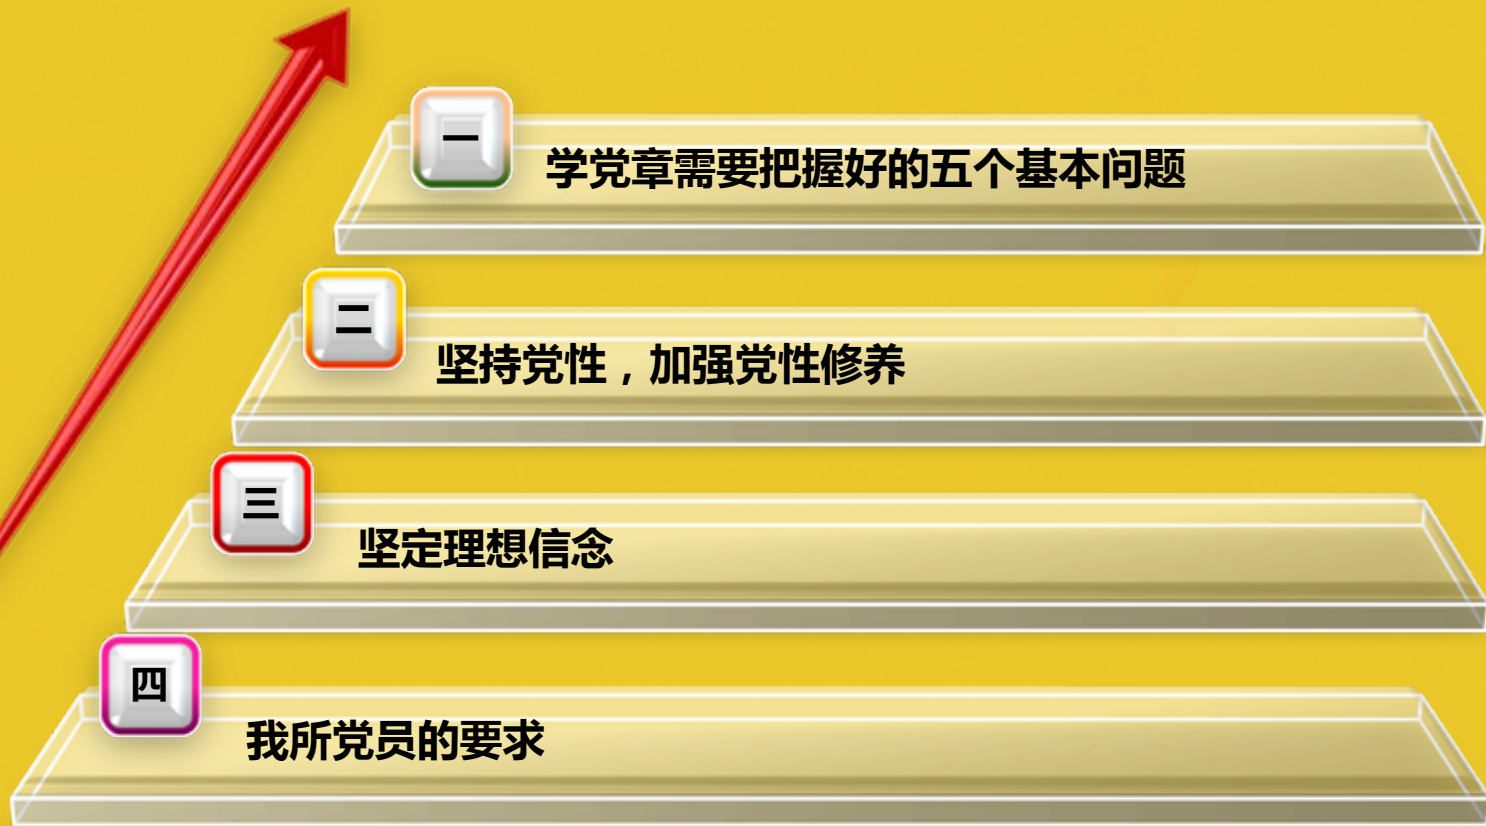 一
学党章需要把握好的五个基本问题
二
坚持党性，加强党性修养
三
坚定理想信念
四
我所党员的要求